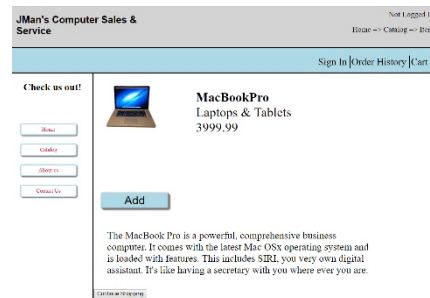 JMan's Computer Sales &
Service
Not Logged
Home => Catalog =>
Sign In|Order History|Cart
Check us out!
Home
Catalog
About us
Contact Us
MacBookPro
Laptops & Tablets
3999.99
Add
The MacBook Pro is a powerful, comprehensive business
computer. It comes with the latest Mac OSx operating system and
is loaded with features. This includes SIRI, you very own digital
assistant. It's like having a secretary with you where ever you are.
Continue Shopping